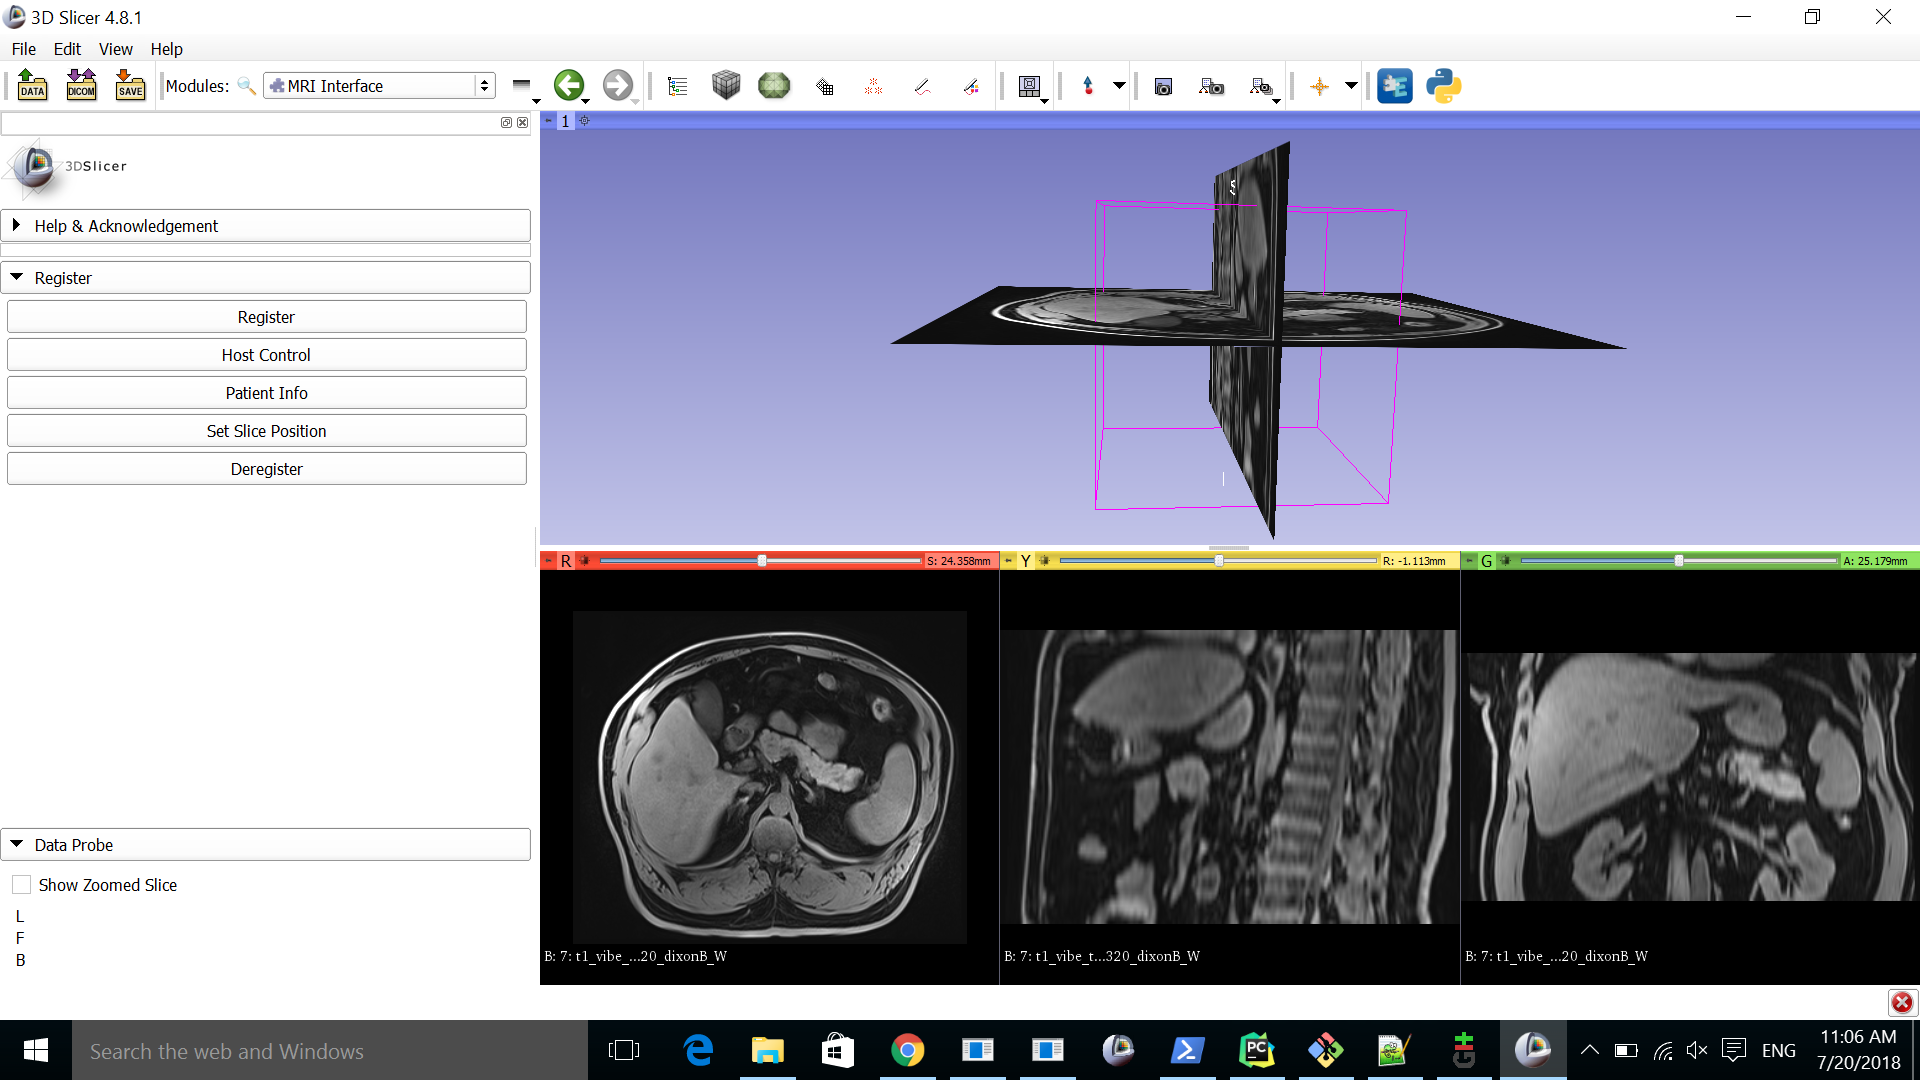 3D Slicer 4.8.1
File Edit View Help
DATA DICOM SAVE Modules: MRI Interface
1
3DSlicer
Help & Acknowledgement
Register
Register
Host Control
Patient Info
Set Slice Position
Deregister
S
I
R S: 24.358mm Y R: -1.113mm G A: 25.179mm
B: 7: t1_vibe_...20_dixonB_W B: 7: t1_vibe_t...320_dixonB_W B: 7: t1_vibe_...20_dixonB_W
Data Probe
Show Zoomed Slice
L
F
B
Search the web and Windows
PC
G
ENG
11:06 AM
7/20/2018